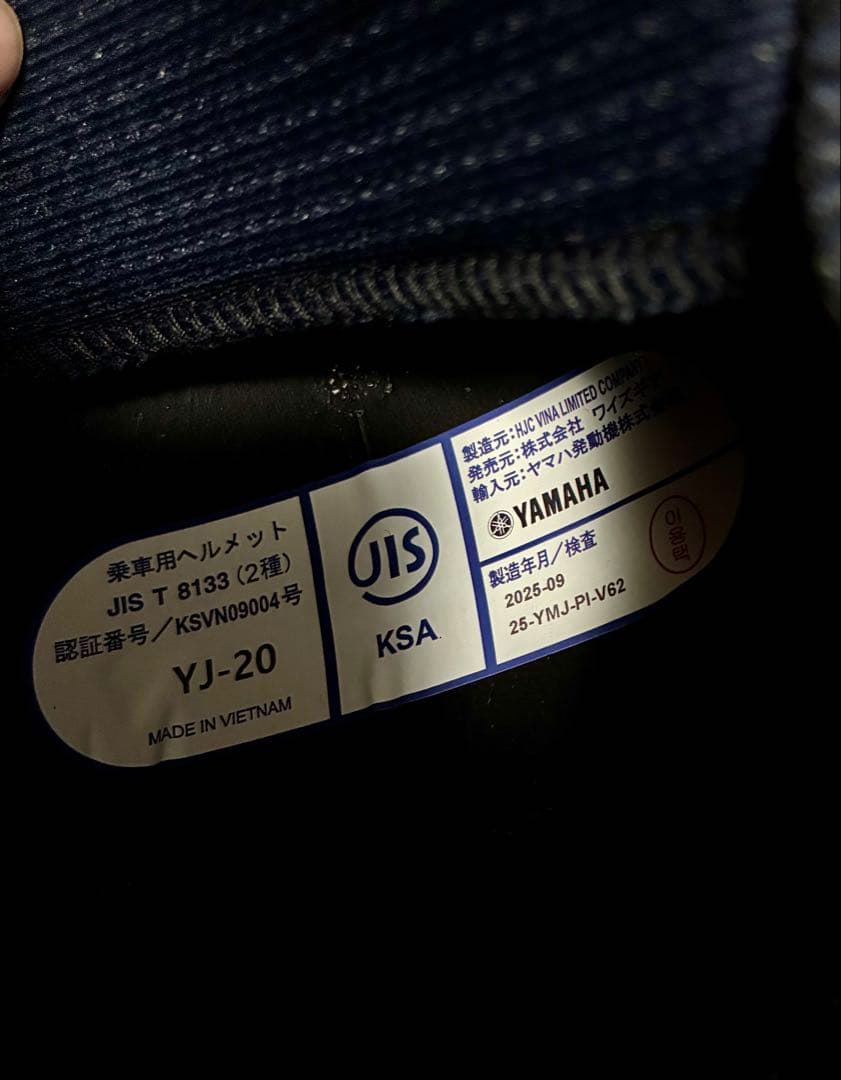 乗車用ヘルメット
JIS T 8133（2種）
認証番号／KSVN09004号
YJ-20
MADE IN VIETNAM
JIS
KSA
製造元：HJC VINA LIMITED COMPANY
発売元：株式会社 ワイズギア
輸入元：ヤマハ発動機株式会社
YAMAHA
製造年月／検査
2025-09
25-YMJ-PI-V62
이
용
택